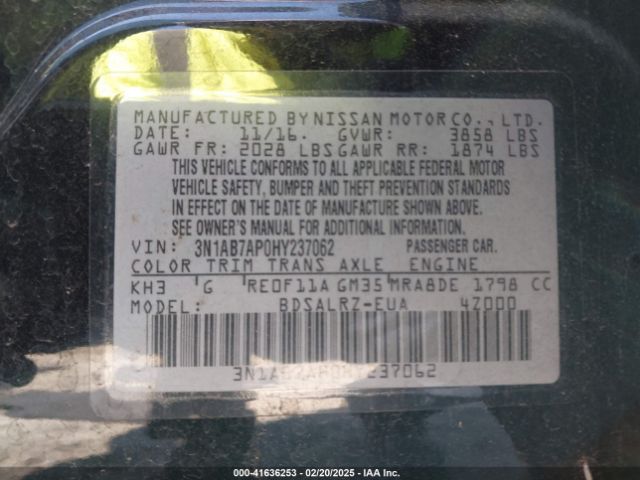 MANUFACTURED BY NISSAN MOTOR CO., LTD.
DATE: 11/16. GVWR: 3858 LBS
GAWR FR: 2028 LBS GAWR RR: 1874 LBS
THIS VEHICLE CONFORMS TO ALL APPLICABLE FEDERAL MOTOR
VEHICLE SAFETY, BUMPER AND THEFT PREVENTION STANDARDS
IN EFFECT ON THE DATE OF MANUFACTURE SHOWN ABOVE.
SEE OWNER'S MANUAL FOR ADDITIONAL INFORMATION
VIN: 3N1AB7AP0HY237062 PASSENGER CAR.
COLOR TRIM TRANS AXLE ENGINE
KH3 G RE0F11A GM35 MRA8DE 1798 CC
MODEL: BDSALRZ-EUA 4Z000
3N1AB7AP0HY237062
000-41636253 — 02/20/2025 — IAA Inc.